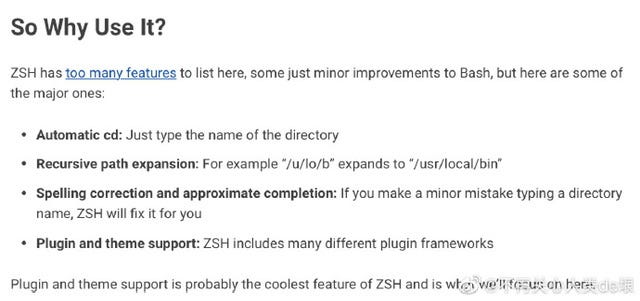 So Why Use It?
ZSH has too many features to list here, some just minor improvements to Bash, but here are some of
the major ones:
• Automatic cd: Just type the name of the directory
• Recursive path expansion: For example “/u/lo/b” expands to “/usr/local/bin”
• Spelling correction and approximate completion: If you make a minor mistake typing a directory
name, ZSH will fix it for you
• Plugin and theme support: ZSH includes many different plugin frameworks
Plugin and theme support is probably the coolest feature of ZSH and is what we'll focus on here.